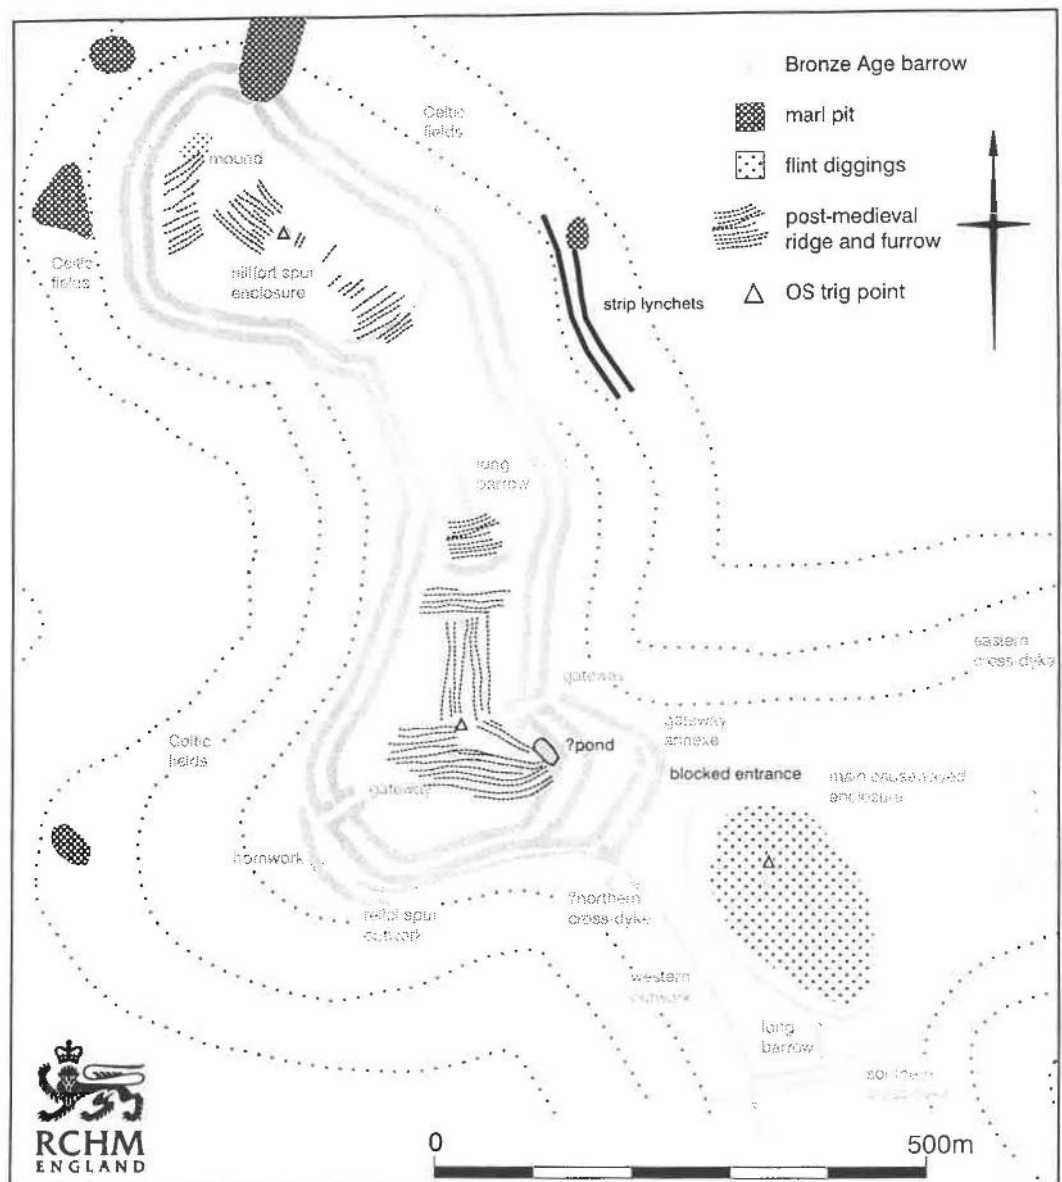 Bronze Age barrow
marl pit
flint diggings
post-medieval
ridge and furrow
OS trig point
Celtic
fields
mound
Celtic
fields
hillfort spur
enclosure
strip lynchets
long
barrow
eastern
cross-dyke
gateway
gateway
annexe
?pond
blocked entrance
main causewayed
enclosure
Celtic
fields
gateway
hornwork
outwork
?northern
cross-dyke
western
outwork
long
barrow
southern
RCHM
ENGLAND
0
500m